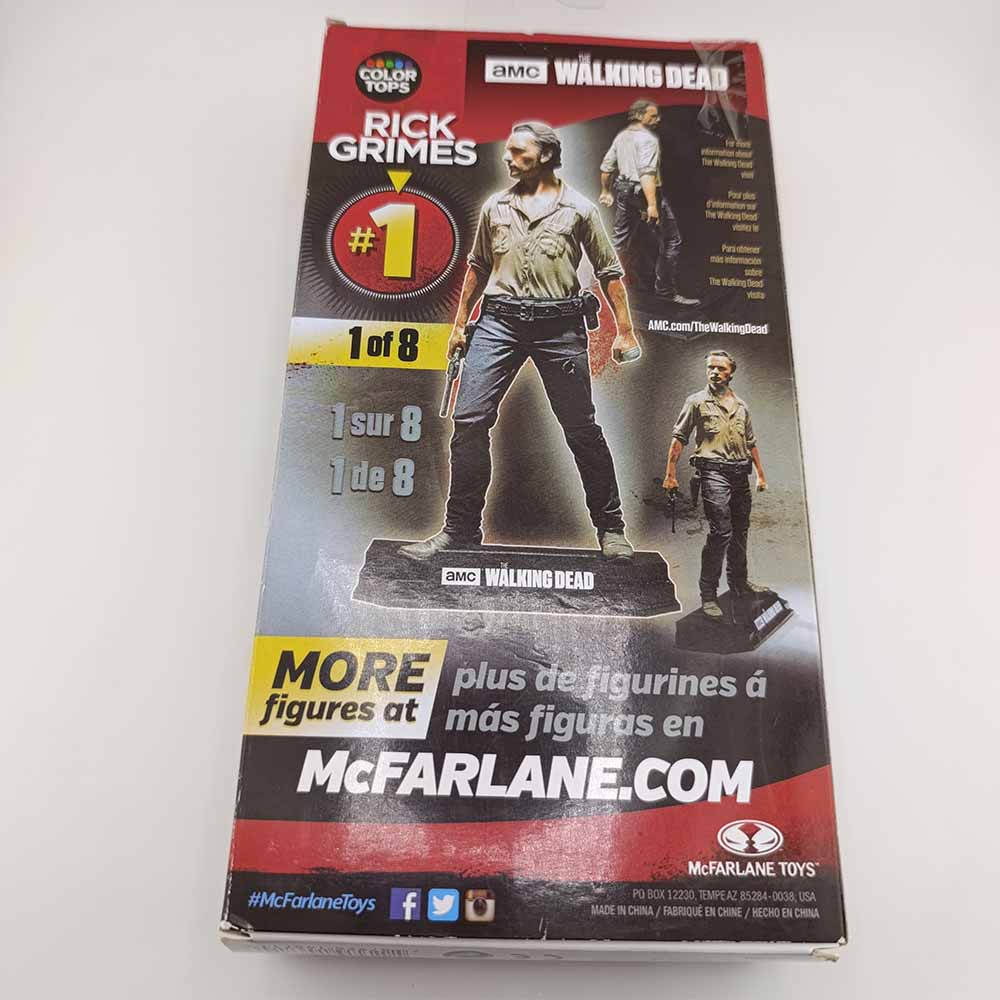 COLOR
TOPS
RICK
GRIMES
#1
1 of 8
1 sur 8
1 de 8
aMC THE WALKING DEAD
For more
information about
The Walking Dead
visit
Pour plus
d'information sur
The Walking Dead
visitez le
Para obtener
más información
sobre
The Walking Dead
visita
AMC.com/TheWalkingDead
aMC THE WALKING DEAD
MORE
figures at
plus de figurines á
más figuras en
McFARLANE.COM
McFARLANE TOYS™
#McFarlaneToys
PO BOX 12230, TEMPE AZ 85284-0038, USA
MADE IN CHINA / FABRIQUÉ EN CHINE / HECHO EN CHINA